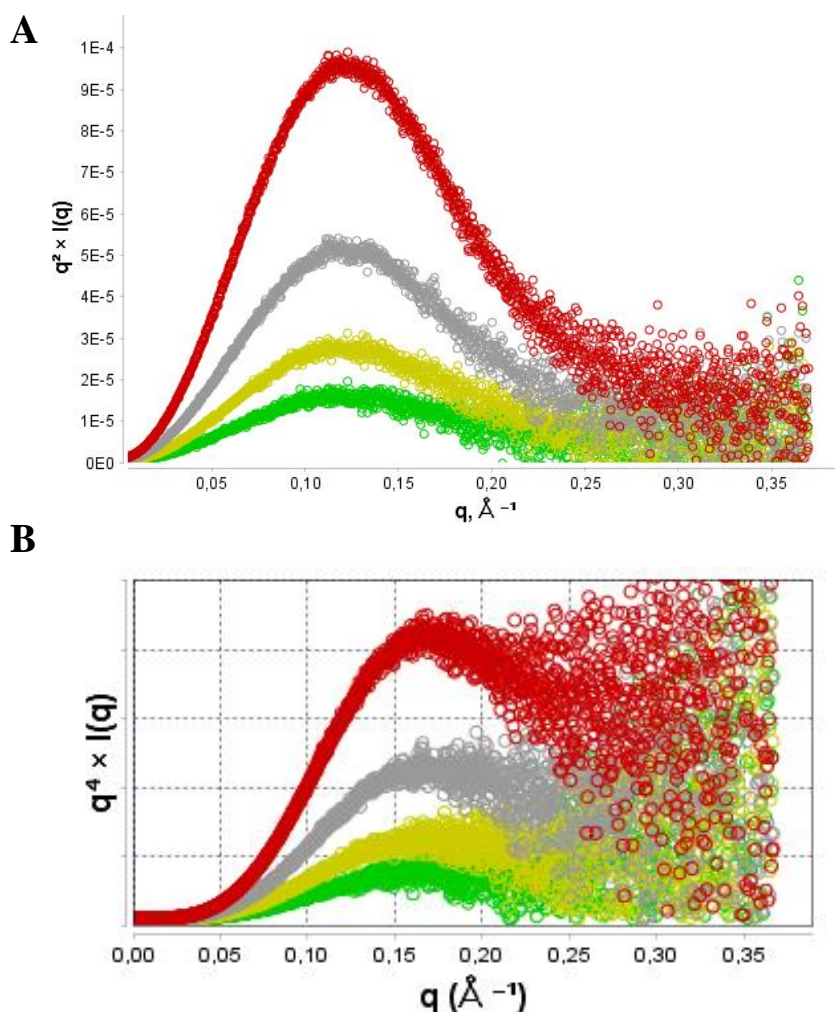 A
1E-4
9E-5
8E-5
7E-5
6E-5
5E-5
4E-5
3E-5
2E-5
1E-5
0E0
q² × I(q)
0,05 0,10 0,15 0,20 0,25 0,30 0,35
q, Å ⁻¹
B
q⁴ × I(q)
0,00 0,05 0,10 0,15 0,20 0,25 0,30 0,35
q (Å ⁻¹)